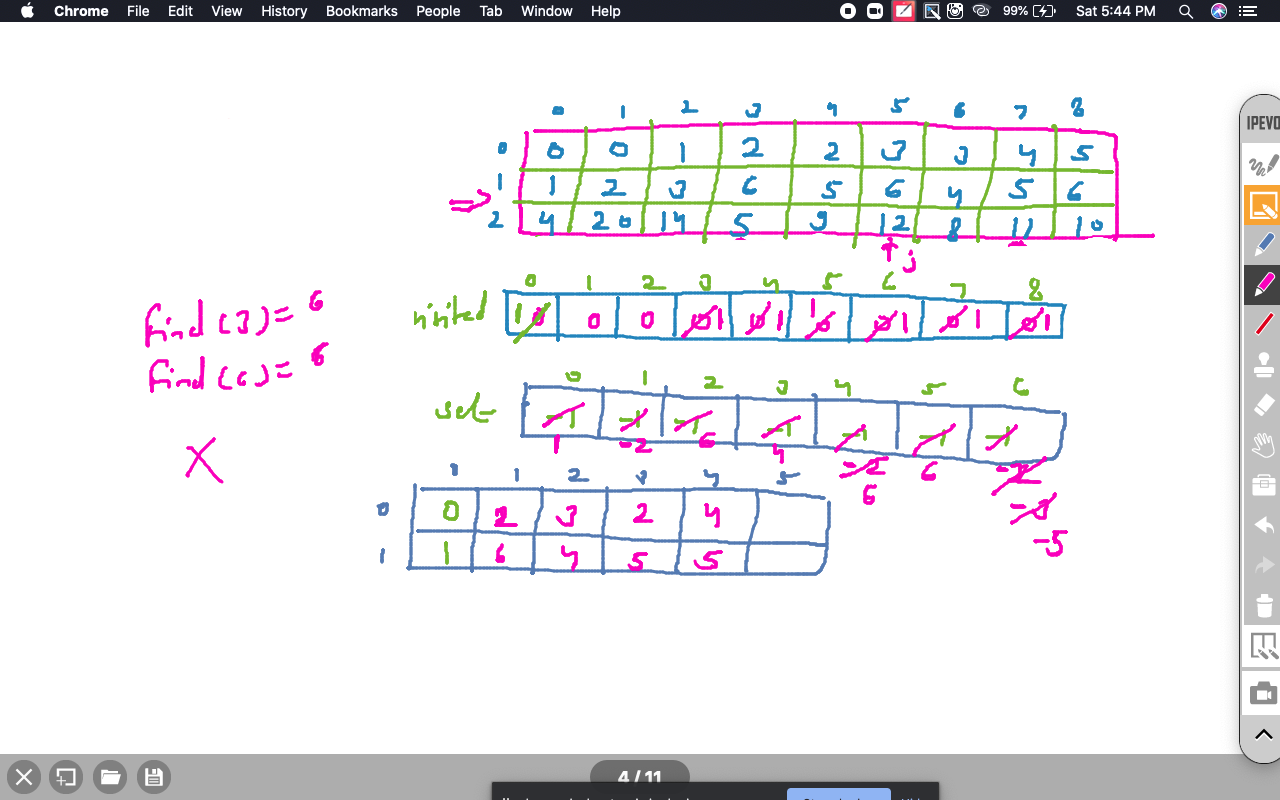 Chrome File Edit View History Bookmarks People Tab Window Help 99% Sat 5:44 PM
0 1 2 3 4 5 6 7 8
IPEVO
0 0 0 1 2 2 3 3 4 5
1 1 2 3 6 5 6 4 5 6
⇒
2 4 20 14 5 9 12 8 11 10
↑ j
0 1 2 3 4 5 6 7 8
find(3)= 6
1 0 0 0 0 1 0 1 1 0 0 1 0 1 0 1
find(6)= 6
0 1 2 3 4 5 6
set
-1 -1 -1 -1 -1 -1 -1
1 -2 6 4 -2 6 -2
X
6 -3
-5
0 1 2 3 4 5
0 0 2 3 2 4
1 1 6 4 5 5
4 / 11